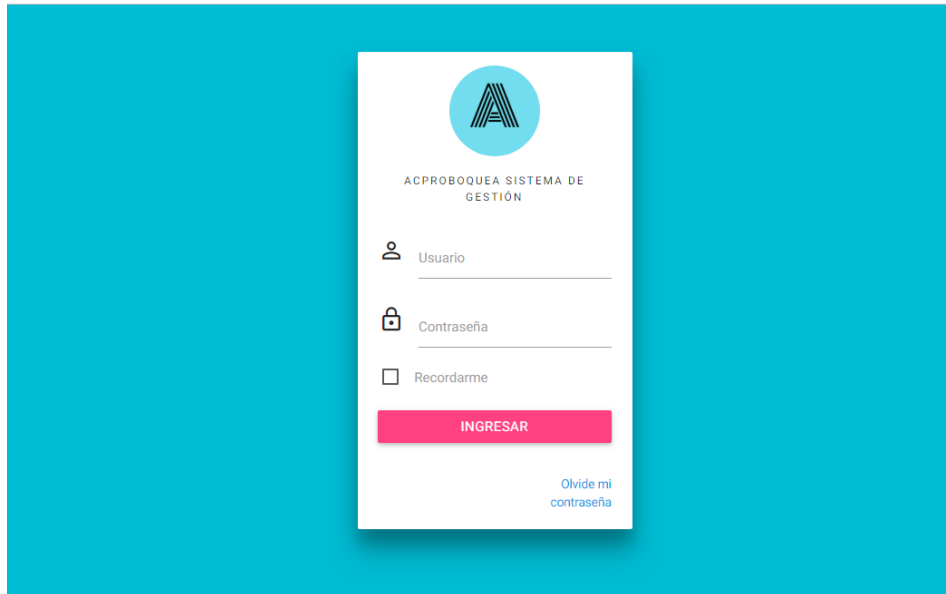 A
ACPROBOQUEA SISTEMA DE
GESTIÓN
Usuario
Contraseña
Recordarme
INGRESAR
Olvide mi
contraseña